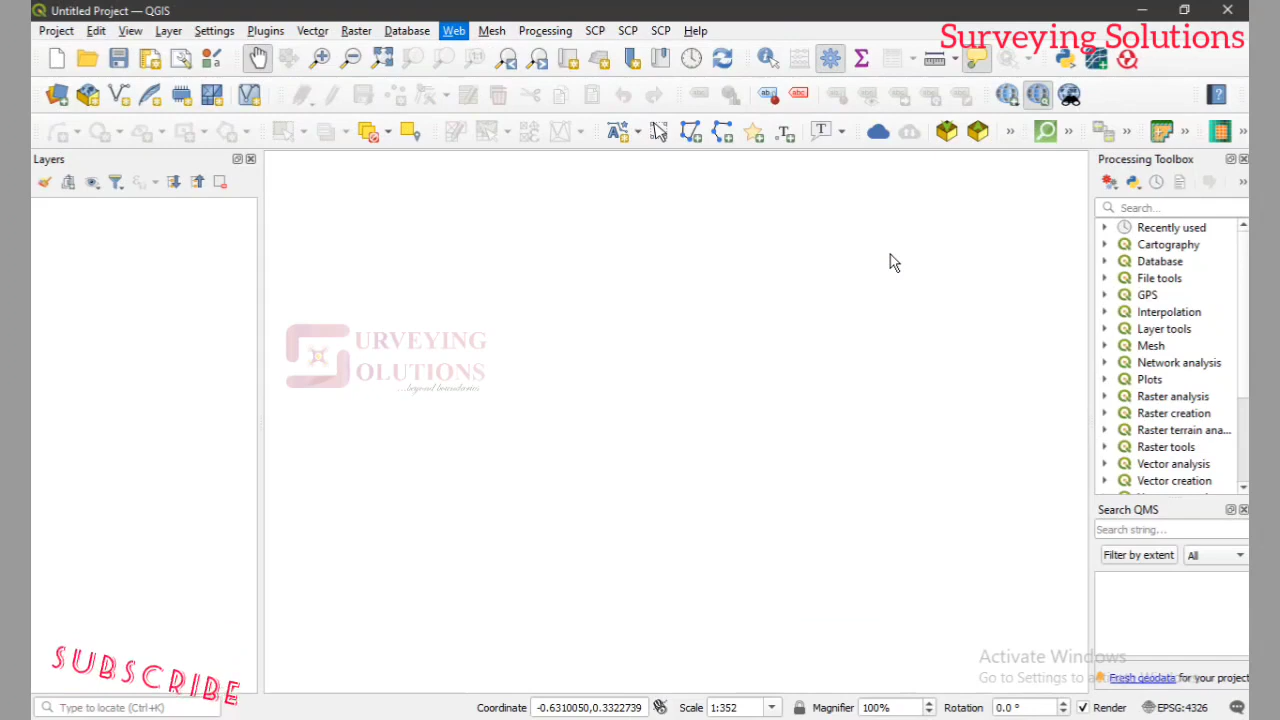 Untitled Project — QGIS
Project Edit View Layer Settings Plugins Vector Raster Database Web Mesh Processing SCP SCP SCP Help
Surveying Solutions
Layers
Processing Toolbox
Search...
Recently used
Cartography
Database
File tools
GPS
Interpolation
Layer tools
Mesh
Network analysis
Plots
Raster analysis
Raster creation
Raster terrain ana...
Raster tools
Vector analysis
Vector creation
URVEYING
OLUTIONS
....beyond boundaries
Search QMS
Search string...
Filter by extent All
Activate Windows
Go to Settings to a
Fresh geodata for your project
SUBSCRIBE
Type to locate (Ctrl+K) Coordinate -0.6310050,0.3322739 Scale 1:352 Magnifier 100% Rotation 0.0 ° Render EPSG:4326